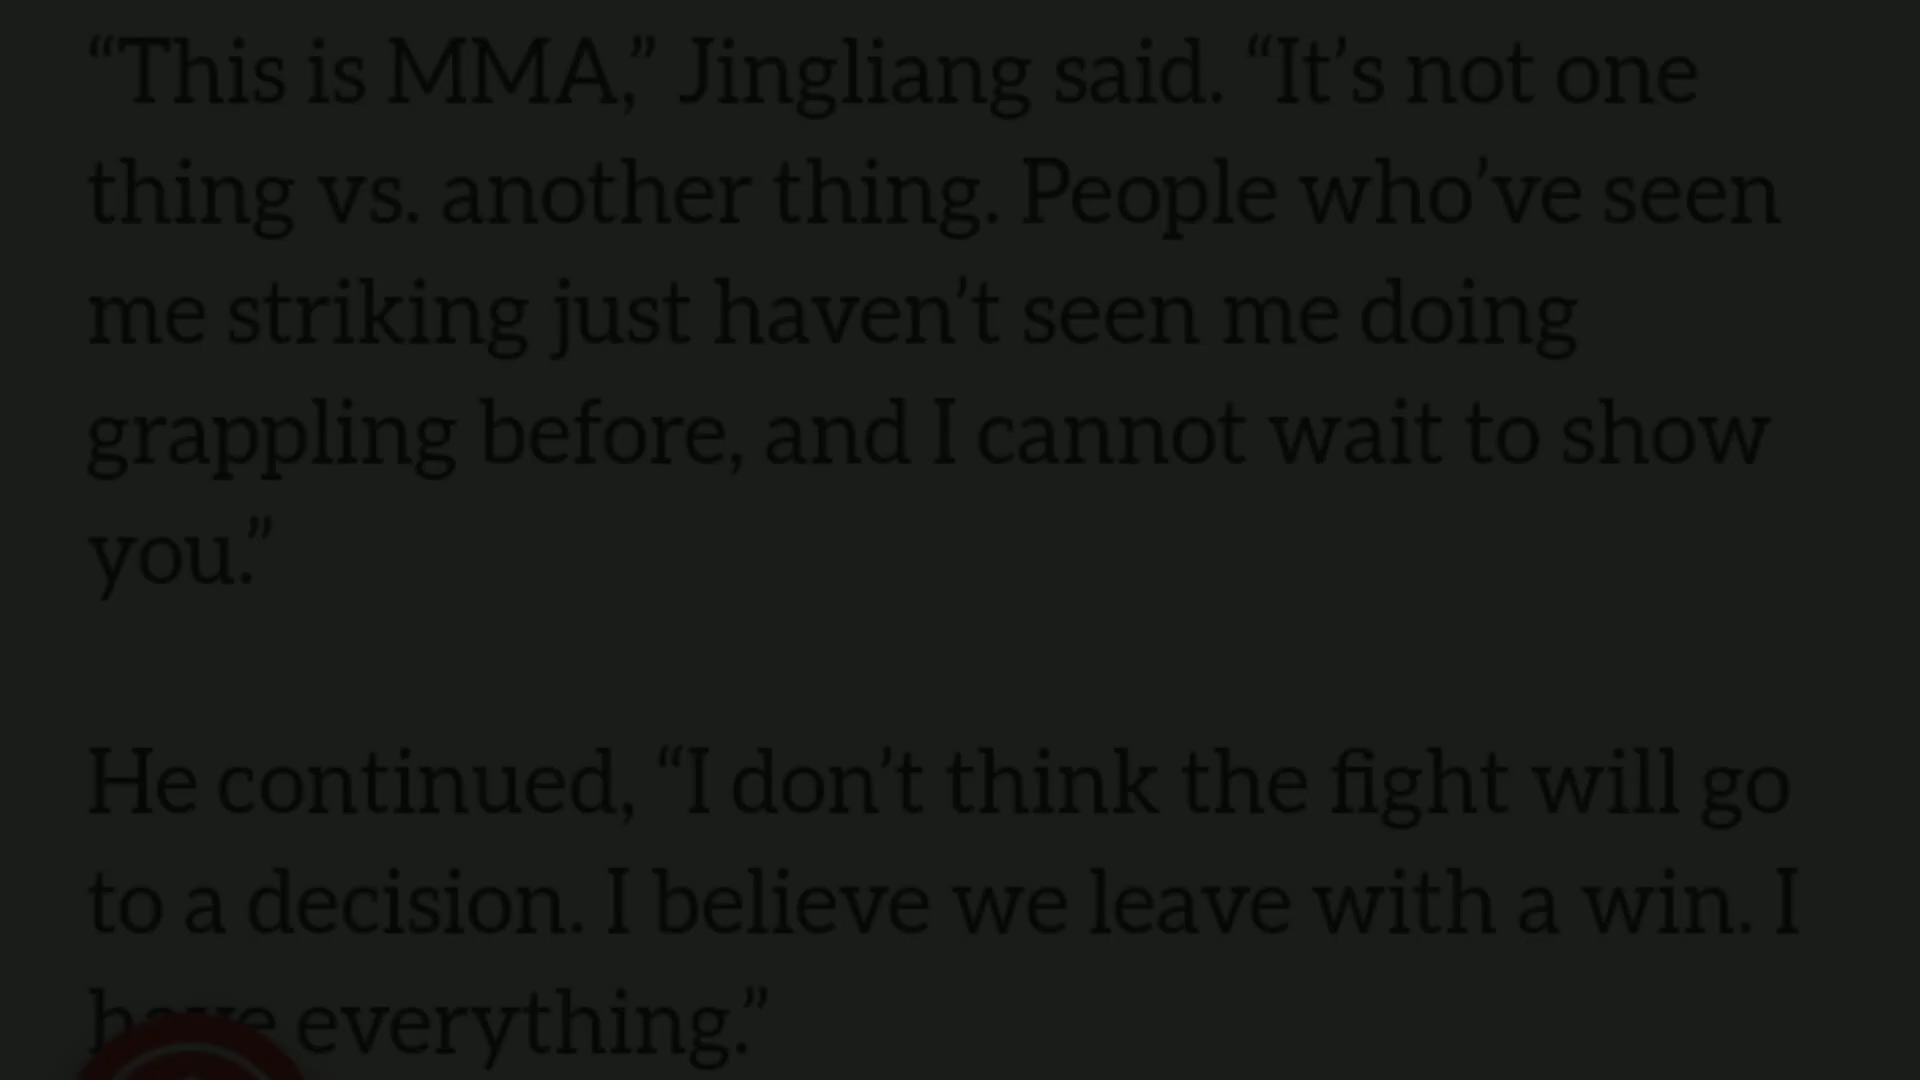 “This is MMA,” Jingliang said. “It’s not one
thing vs. another thing. People who’ve seen
me striking just haven’t seen me doing
grappling before, and I cannot wait to show
you.”
He continued, “I don’t think the fight will go
to a decision. I believe we leave with a win. I
have everything.”